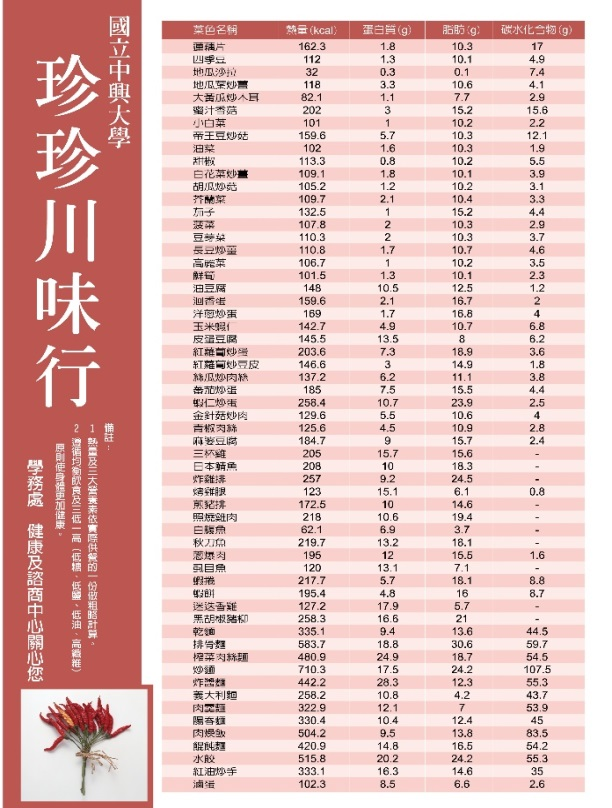 國立中興大學
珍珍川味行
備註：
1 熱量及三大營養素依實際供餐的一份做粗略計算。
2 遵循均衡飲食及三低一高（低糖、低鹽、低油、高纖維）
原則使身體更加健康。
學務處 健康及諮商中心關心您
菜色名稱 熱量(kcal) 蛋白質(g) 脂肪(g) 碳水化合物(g)
蓮藕片 162.3 1.8 10.3 17
四季豆 112 1.3 10.1 4.9
地瓜沙拉 32 0.3 0.1 7.4
地瓜葉炒薑 118 3.3 10.6 4.1
大黃瓜炒木耳 82.1 1.1 7.7 2.9
蜜汁香菇 202 3 15.2 15.6
小白菜 101 1 10.2 2.2
帝王豆炒菇 159.6 5.7 10.3 12.1
油菜 102 1.6 10.3 1.9
甜椒 113.3 0.8 10.2 5.5
白花菜炒薑 109.1 1.8 10.1 3.9
胡瓜炒菇 105.2 1.2 10.2 3.1
芥蘭菜 109.7 2.1 10.4 3.3
茄子 132.5 1 15.2 4.4
菠菜 107.8 2 10.3 2.9
豆芽菜 110.3 2 10.3 3.7
長豆炒薑 110.8 1.7 10.7 4.6
高麗菜 106.7 1 10.2 3.5
鮮筍 101.5 1.3 10.1 2.3
油豆腐 148 10.5 12.5 1.2
迴香蛋 159.6 2.1 16.7 2
洋蔥炒蛋 169 1.7 16.8 4
玉米蝦仁 142.7 4.9 10.7 6.8
皮蛋豆腐 145.5 13.5 8 6.2
紅蘿蔔炒蛋 203.6 7.3 18.9 3.6
紅蘿蔔炒豆皮 146.6 3 14.9 1.8
絲瓜炒肉絲 137.2 6.2 11.1 3.8
蕃茄炒蛋 185 7.5 15.5 4.4
蝦仁炒蛋 258.4 10.7 23.9 2.5
金針菇炒肉 129.6 5.5 10.6 4
青椒肉絲 125.6 4.5 10.9 2.8
麻婆豆腐 184.7 9 15.7 2.4
三杯雞 205 15.7 15.6 -
日本鯖魚 208 10 18.3 -
炸雞排 257 9.2 24.5 -
烤雞腿 123 15.1 6.1 0.8
煎豬排 172.5 10 14.6 -
照燒雞肉 218 10.6 19.4 -
白帶魚 62.1 6.9 3.7 -
秋刀魚 219.7 13.2 18.1 -
蔥爆肉 195 12 15.5 1.6
虱目魚 120 13.1 7.1 -
蝦捲 217.7 5.7 18.1 8.8
蝦餅 195.4 4.8 16 8.7
迷迭香雞 127.2 17.9 5.7 -
黑胡椒豬柳 258.3 16.6 21 -
乾麵 335.1 9.4 13.6 44.5
排骨麵 583.7 18.8 30.6 59.7
榨菜肉絲麵 480.9 24.9 18.7 54.5
炒麵 710.3 17.5 24.2 107.5
炸醬麵 442.2 28.3 12.3 55.3
義大利麵 258.2 10.8 4.2 43.7
肉羹麵 322.9 12.1 7 53.9
陽春麵 330.4 10.4 12.4 45
肉燥飯 504.2 9.5 13.8 83.5
餛飩麵 420.9 14.8 16.5 54.2
水餃 515.8 20.2 24.2 55.3
紅油炒手 333.1 16.3 14.6 35
滷蛋 102.3 8.5 6.6 2.6